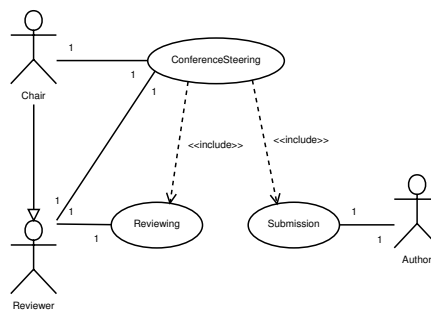 1
ConferenceSteering
1
1
Chair
<<include>>
<<include>>
1
1
Reviewing
Submission
1
1
1
Author
Reviewer